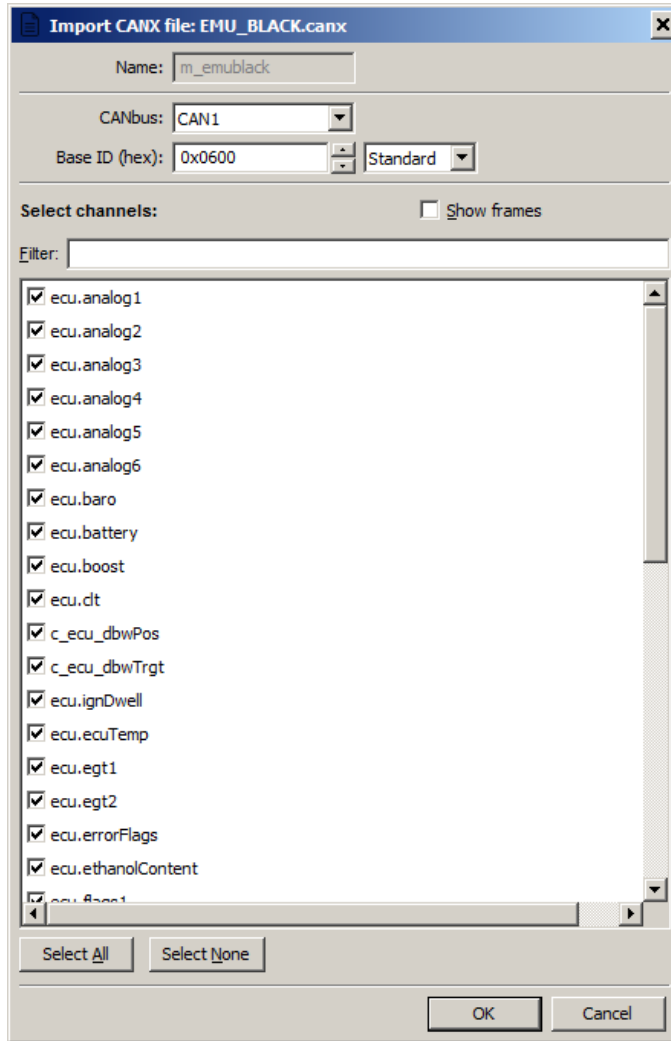 Import CANX file: EMU_BLACK.canx
Name: m_emublack
CANbus: CAN1
Base ID (hex): 0x0600 Standard
Select channels: Show frames
Filter:
ecu.analog1
ecu.analog2
ecu.analog3
ecu.analog4
ecu.analog5
ecu.analog6
ecu.baro
ecu.battery
ecu.boost
ecu.clt
c_ecu_dbwPos
c_ecu_dbwTrgt
ecu.ignDwell
ecu.ecuTemp
ecu.egt1
ecu.egt2
ecu.errorFlags
ecu.ethanolContent
ecu.flags1
Select All Select None
OK Cancel